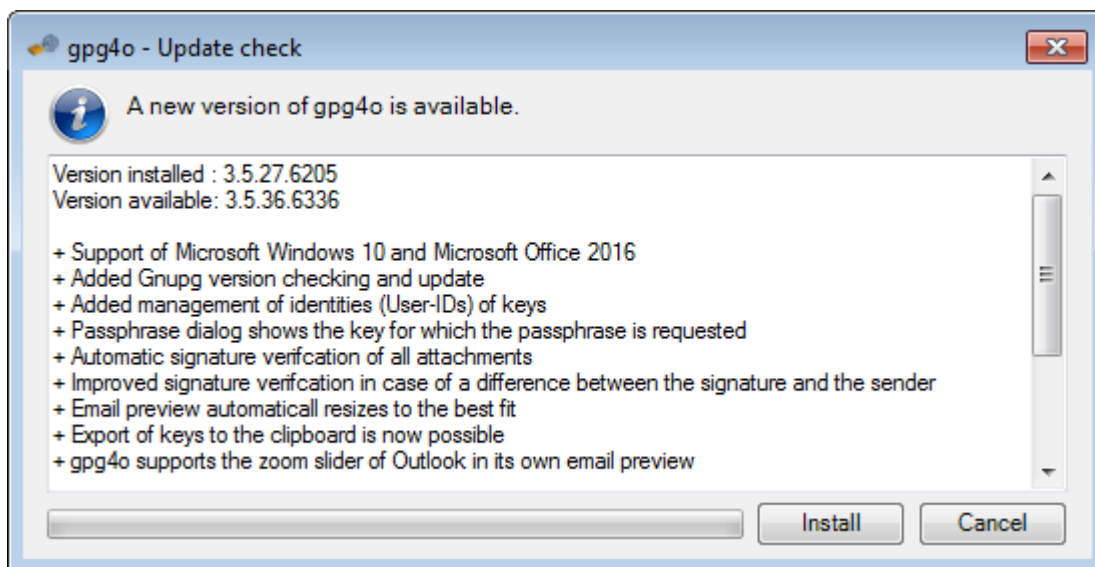 gpg4o - Update check
A new version of gpg4o is available.
Version installed : 3.5.27.6205
Version available: 3.5.36.6336
+ Support of Microsoft Windows 10 and Microsoft Office 2016
+ Added Gnupg version checking and update
+ Added management of identities (User-IDs) of keys
+ Passphrase dialog shows the key for which the passphrase is requested
+ Automatic signature verifcation of all attachments
+ Improved signature verifcation in case of a difference between the signature and the sender
+ Email preview automaticall resizes to the best fit
+ Export of keys to the clipboard is now possible
+ gpg4o supports the zoom slider of Outlook in its own email preview
Install Cancel